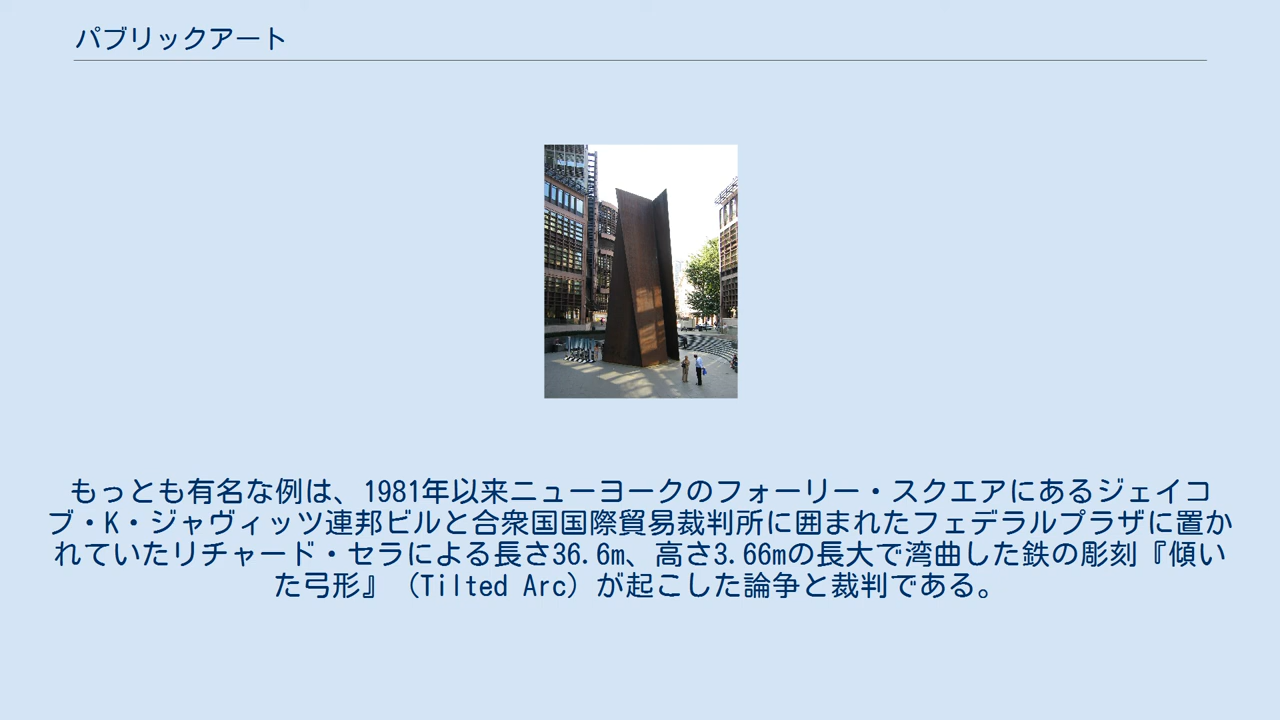 パブリックアート
もっとも有名な例は、1981年以来ニューヨークのフォーリー・スクエアにあるジェイコ
ブ・K・ジャヴィッツ連邦ビルと合衆国国際貿易裁判所に囲まれたフェデラルプラザに置か
れていたリチャード・セラによる長さ36.6m、高さ3.66mの長大で湾曲した鉄の彫刻『傾い
た弓形』（Tilted Arc）が起こした論争と裁判である。